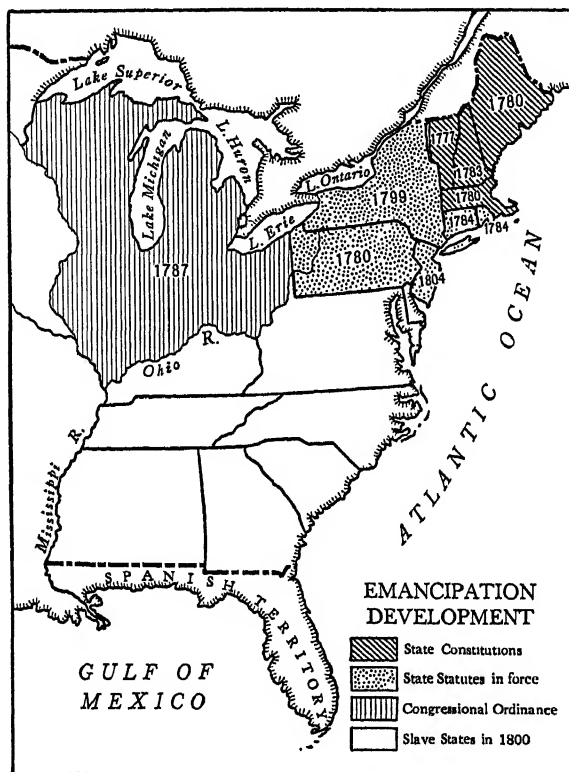 Lake Superior
Lake Michigan
L. Huron
L. Ontario
L. Erie
1780
1777
1783
1780
1784
1784
1799
1780
1804
1787
Ohio R.
Mississippi R.
ATLANTIC OCEAN
SPANISH TERRITORY
GULF OF
MEXICO
EMANCIPATION
DEVELOPMENT
State Constitutions
State Statutes in force
Congressional Ordinance
Slave States in 1800